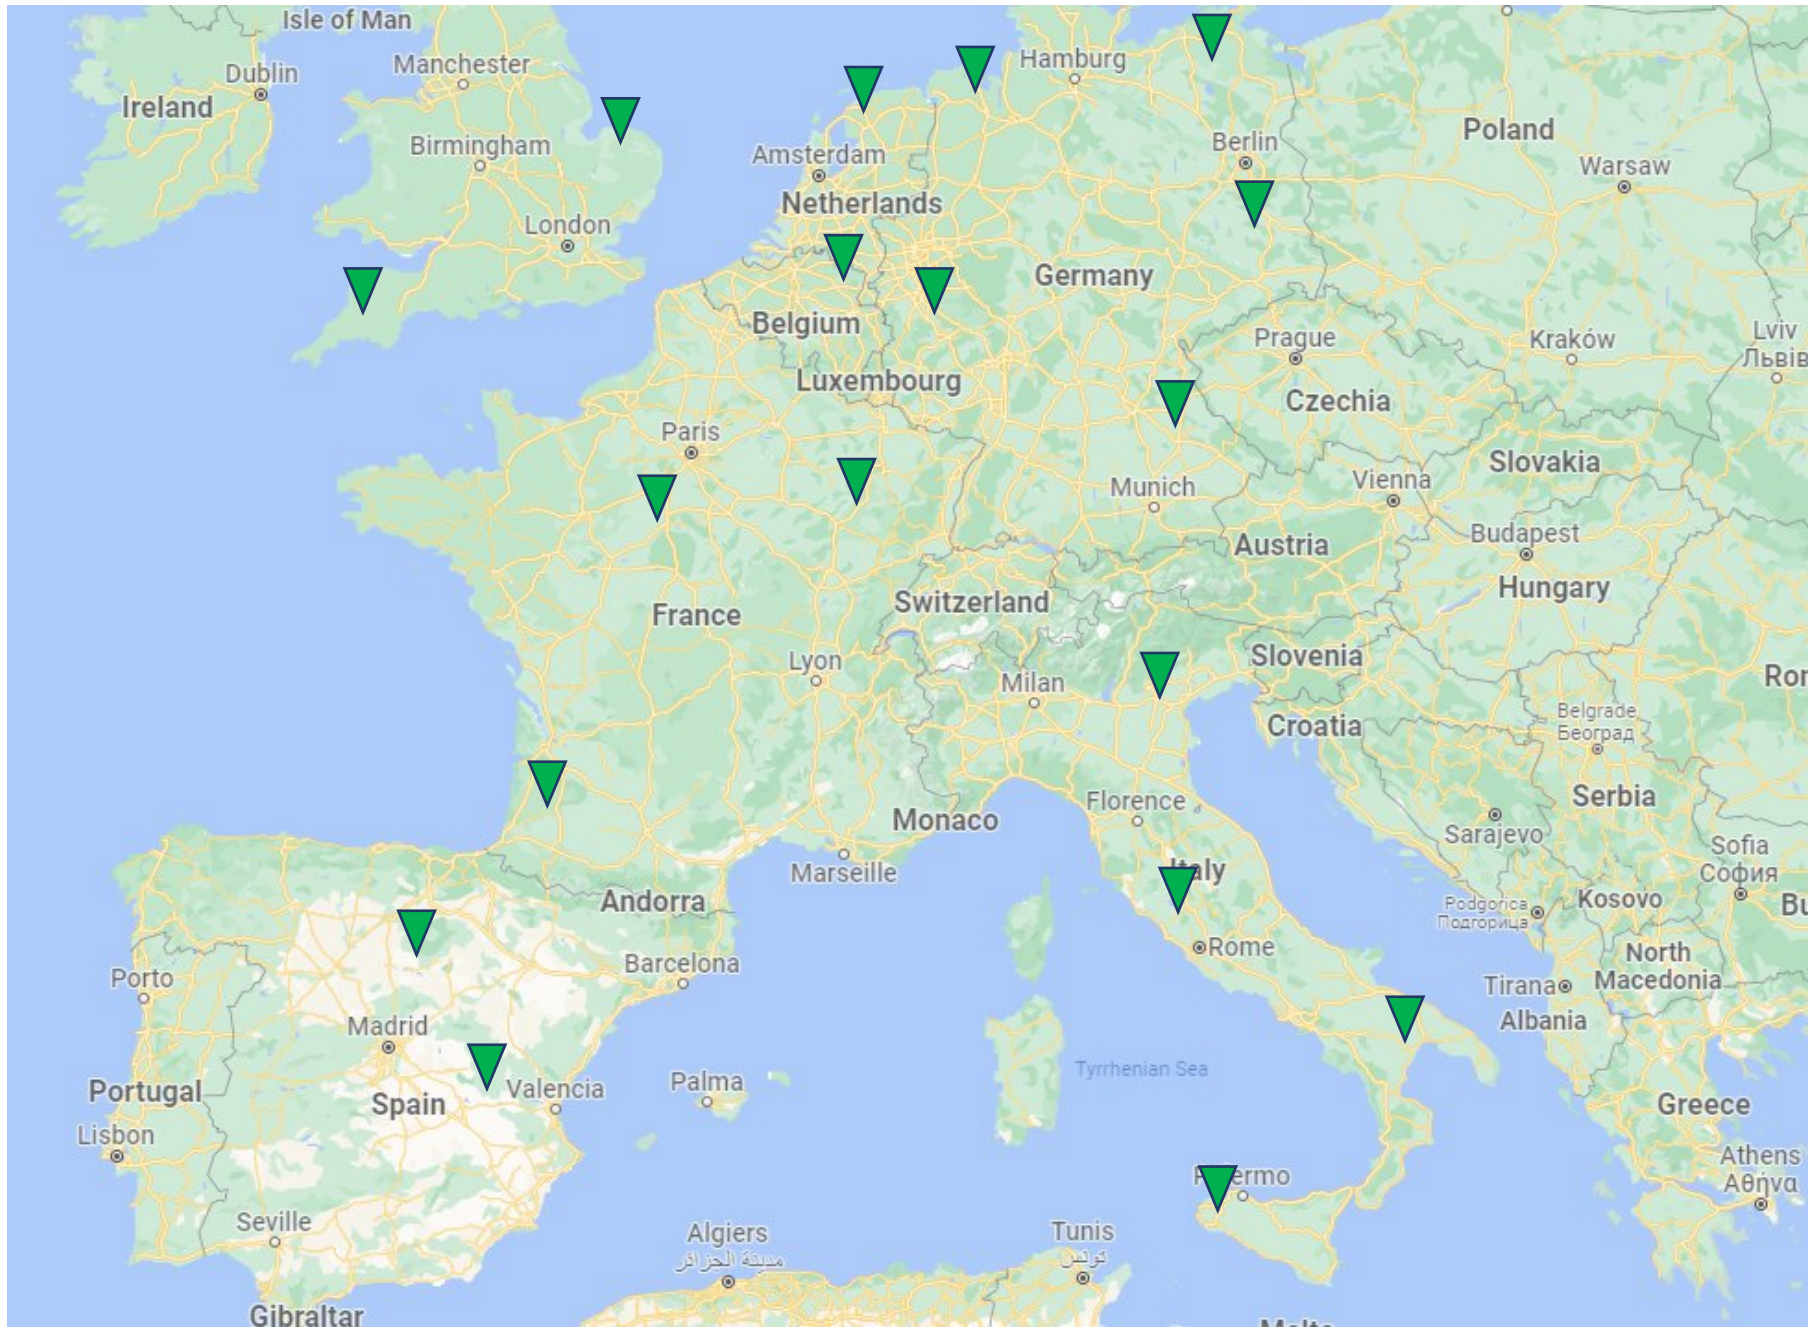 Isle of Man
Dublin
Manchester
Hamburg
Ireland
Birmingham
Amsterdam
Berlin
Poland
Warsaw
Netherlands
London
Germany
Belgium
Prague
Kraków
Lviv
Львів
Luxembourg
Czechia
Paris
Slovakia
Munich
Vienna
Budapest
Austria
Hungary
Switzerland
France
Lyon
Slovenia
Milan
Ror
Croatia
Belgrade
Београд
Florence
Serbia
Monaco
Sarajevo
Sofia
София
Marseille
Italy
Andorra
Podgorica
Подгорица
Kosovo
Bu
Rome
North
Macedonia
Barcelona
Porto
Tirana
Albania
Madrid
Tyrrhenian Sea
Portugal
Palma
Valencia
Spain
Greece
Lisbon
Athens
Αθήνα
Seville
Algiers
مدينة الجزائر
Tunis
تونس
Gibraltar